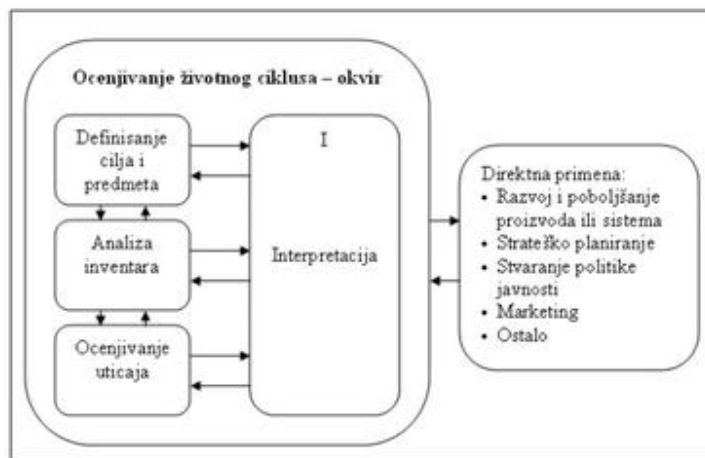 Ocenjivanje životnog ciklusa – okvir
Definisanje
cilja i
predmeta
Analiza
inventara
Ocenjivanje
uticaja
I
Interpretacija
Direktna primena:
• Razvoj i poboljšanje
proizvoda ili sistema
• Strateško planiranje
• Stvaranje politike
javnosti
• Marketing
• Ostalo